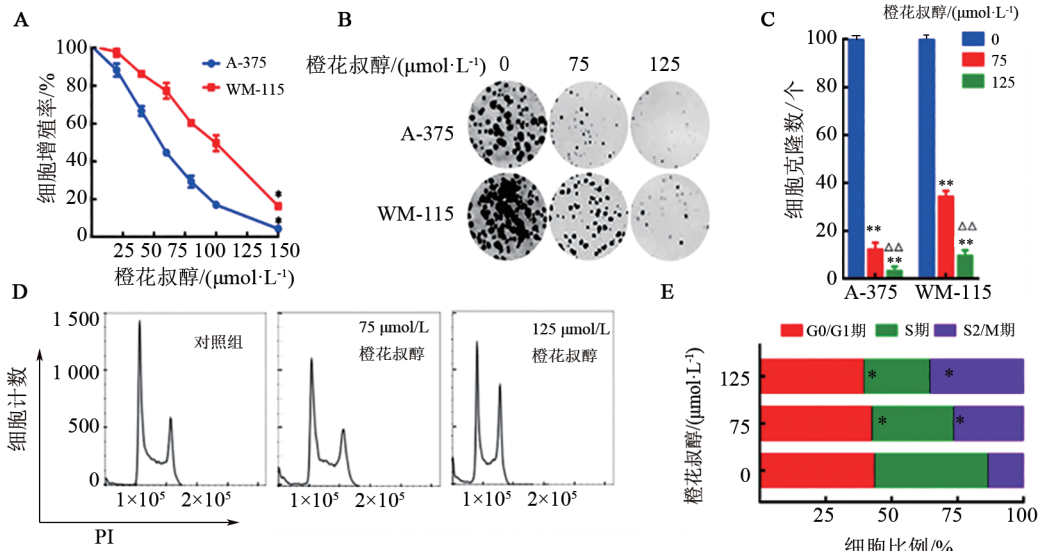 A
细胞增殖率/%
100
80
60
40
20
0
A-375
WM-115
*
*
25
50
75
100
125
150
橙花叔醇/(μmol·L⁻¹)
B
橙花叔醇/(μmol·L⁻¹)
0
75
125
A-375
WM-115
C
橙花叔醇/(μmol·L⁻¹)
0
75
125
细胞克隆数/个
100
80
60
40
20
0
**
△△
**
**
△△
**
A-375
WM-115
D
细胞计数
1 500
1 000
500
0
对照组
75 μmol/L
橙花叔醇
125 μmol/L
橙花叔醇
1×10⁵
2×10⁵
1×10⁵
2×10⁵
1×10⁵
2×10⁵
PI
E
G0/G1期
S期
S2/M期
橙花叔醇/(μmol·L⁻¹)
125
*
*
75
*
*
0
25
50
75
100
细胞比例/%